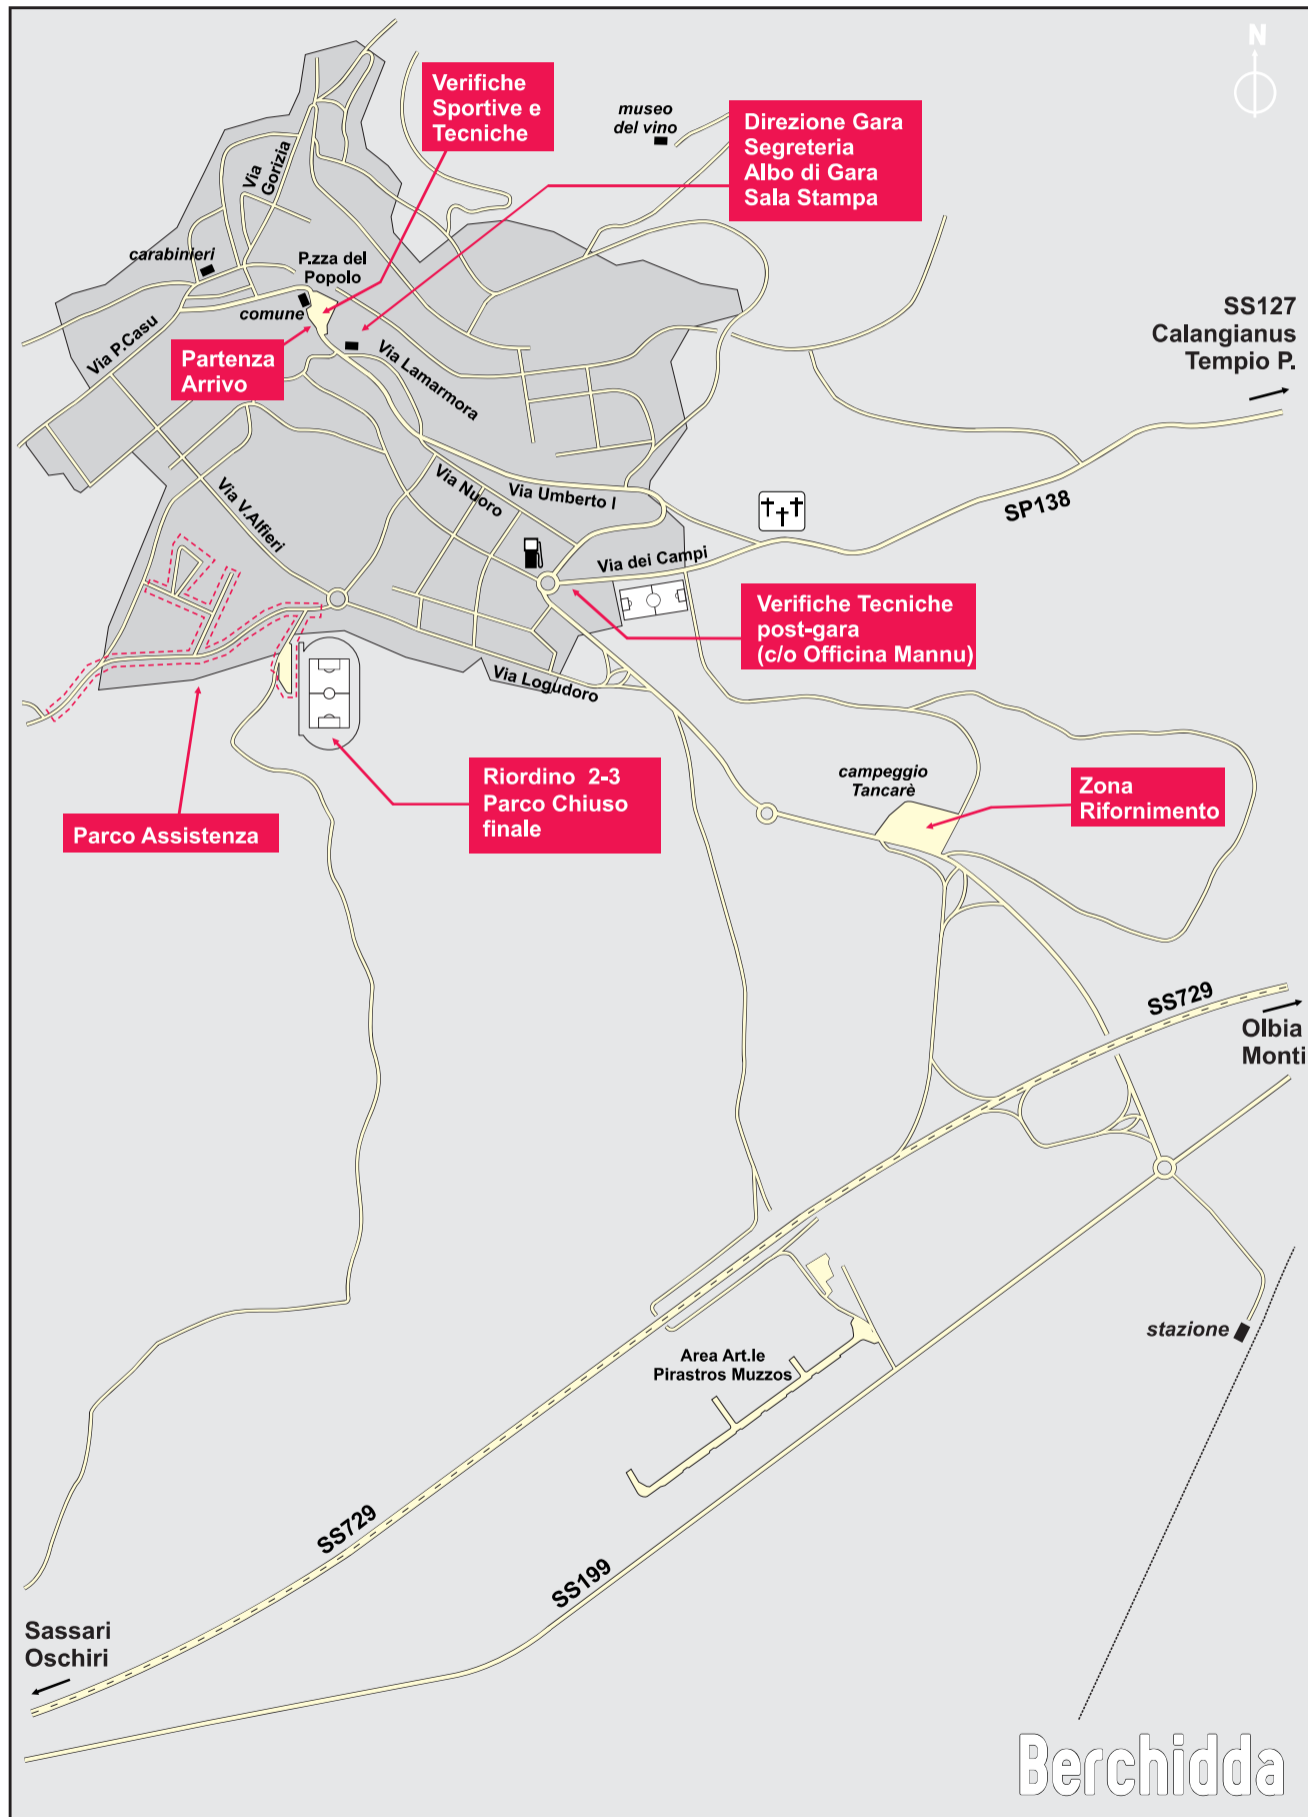 N
Verifiche
Sportive e
Tecniche
museo
del vino
Direzione Gara
Segreteria
Albo di Gara
Sala Stampa
Via
Gorizia
carabinieri
P.zza del
Popolo
comune
SS127
Calangianus
Tempio P.
Via P.Casu
Partenza
Arrivo
Via Lamarmora
Via Nuoro
Via Umberto I
Via V.Alfieri
SP138
Via dei Campi
Verifiche Tecniche
post-gara
(c/o Officina Mannu)
Via Logudoro
Riordino 2-3
Parco Chiuso
finale
campeggio
Tancarè
Zona
Rifornimento
Parco Assistenza
SS729
Olbia
Monti
stazione
Area Art.le
Pirastros Muzzos
SS729
SS199
Sassari
Oschiri
Berchidda